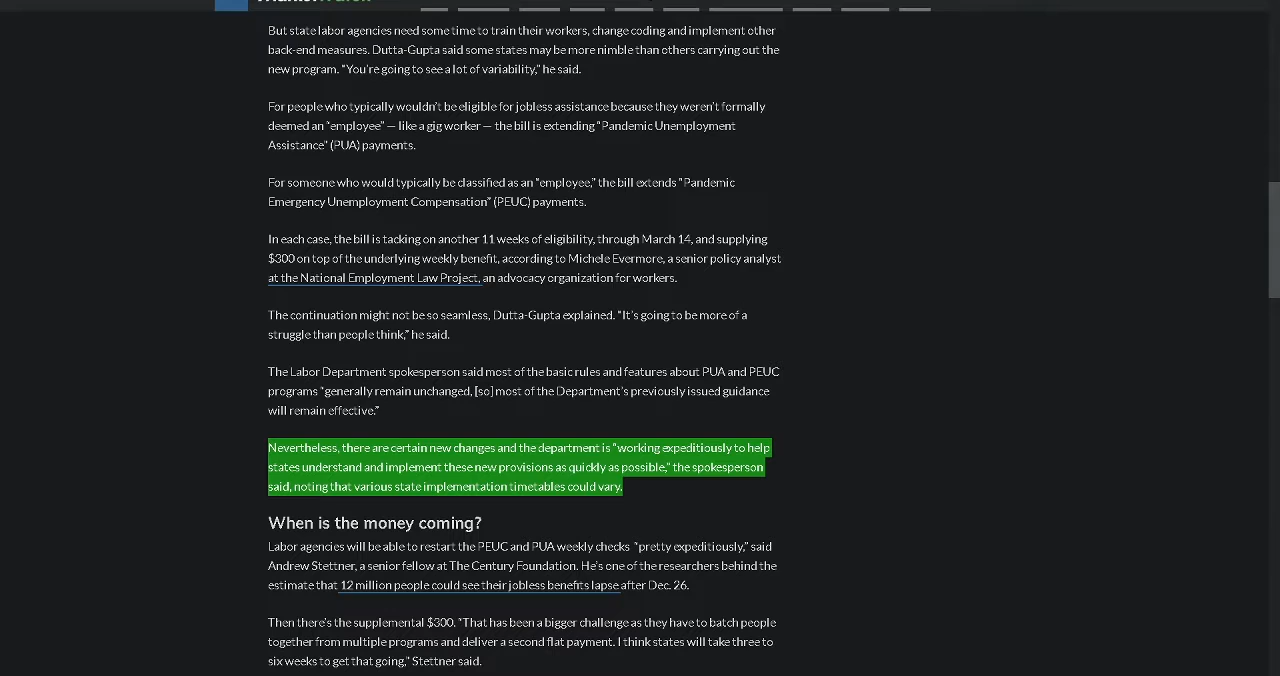 But state labor agencies need some time to train their workers, change coding and implement other
back-end measures. Dutta-Gupta said some states may be more nimble than others carrying out the
new program. “You’re going to see a lot of variability,” he said.
For people who typically wouldn’t be eligible for jobless assistance because they weren’t formally
deemed an “employee” — like a gig worker — the bill is extending “Pandemic Unemployment
Assistance” (PUA) payments.
For someone who would typically be classified as an “employee,” the bill extends “Pandemic
Emergency Unemployment Compensation” (PEUC) payments.
In each case, the bill is tacking on another 11 weeks of eligibility, through March 14, and supplying
$300 on top of the underlying weekly benefit, according to Michele Evermore, a senior policy analyst
at the National Employment Law Project, an advocacy organization for workers.
The continuation might not be so seamless, Dutta-Gupta explained. “It’s going to be more of a
struggle than people think,” he said.
The Labor Department spokesperson said most of the basic rules and features about PUA and PEUC
programs “generally remain unchanged, [so] most of the Department’s previously issued guidance
will remain effective.”
Nevertheless, there are certain new changes and the department is “working expeditiously to help
states understand and implement these new provisions as quickly as possible,” the spokesperson
said, noting that various state implementation timetables could vary.
When is the money coming?
Labor agencies will be able to restart the PEUC and PUA weekly checks “pretty expeditiously,” said
Andrew Stettner, a senior fellow at The Century Foundation. He’s one of the researchers behind the
estimate that 12 million people could see their jobless benefits lapse after Dec. 26.
Then there’s the supplemental $300. “That has been a bigger challenge as they have to batch people
together from multiple programs and deliver a second flat payment. I think states will take three to
six weeks to get that going,” Stettner said.